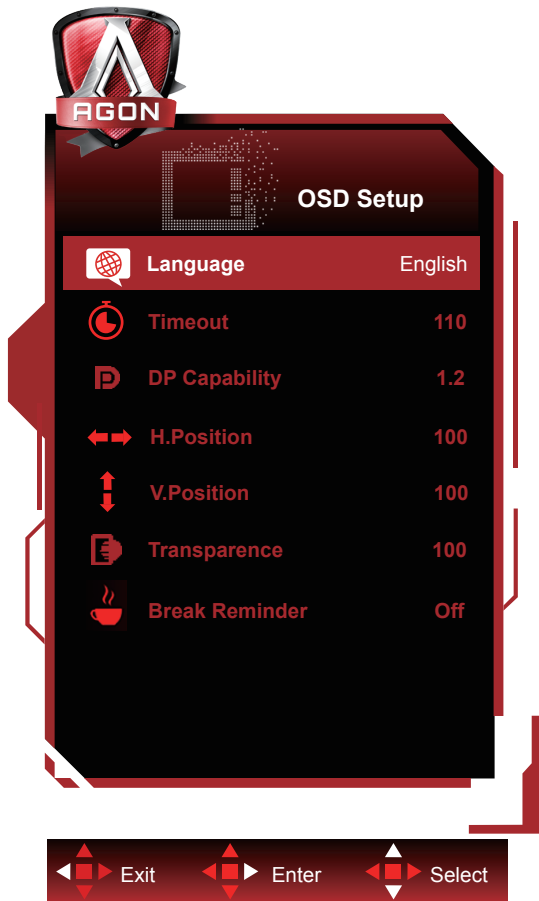 AGON
OSD Setup
Language English
Timeout 110
DP Capability 1.2
H.Position 100
V.Position 100
Transparence 100
Break Reminder Off
Exit Enter Select